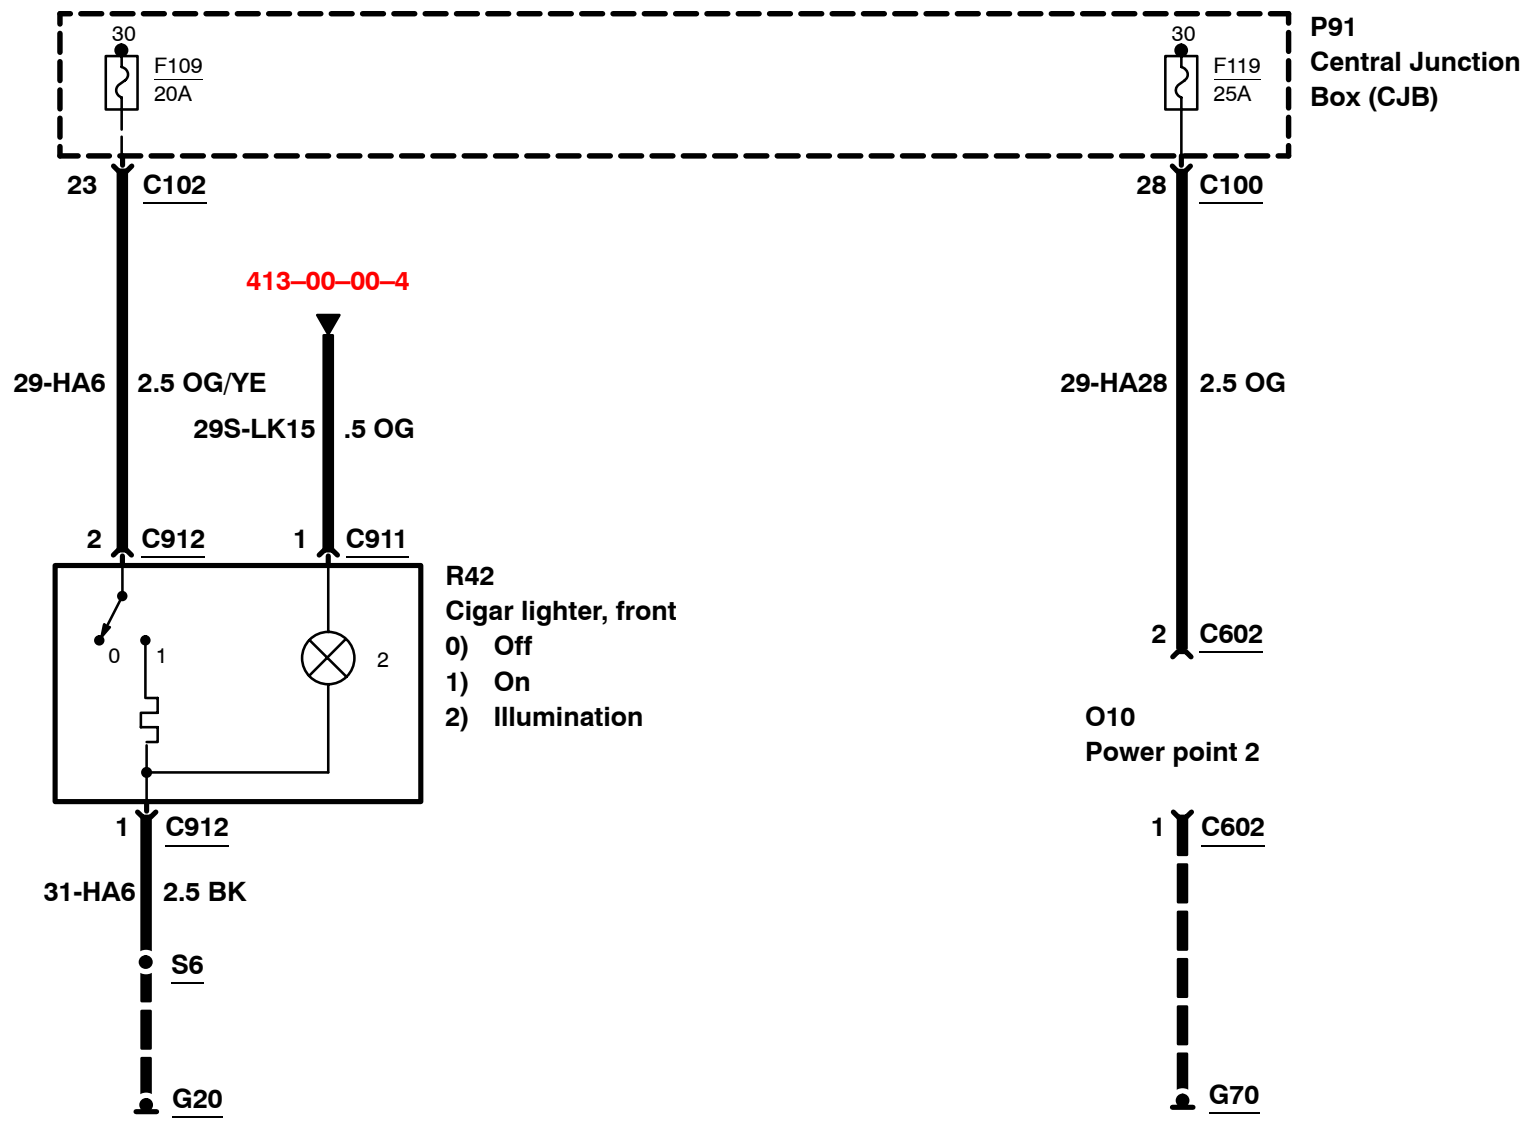 30
F109
20A
30
F119
25A
P91
Central Junction
Box (CJB)
23 C102
28 C100
413–00–00–4
29-HA6 2.5 OG/YE
29-HA28 2.5 OG
29S-LK15 .5 OG
2 C912
1 C911
R42
Cigar lighter, front
0) Off
1) On
2) Illumination
0 1
2
2 C602
O10
Power point 2
1 C912
1 C602
31-HA6 2.5 BK
S6
G20
G70